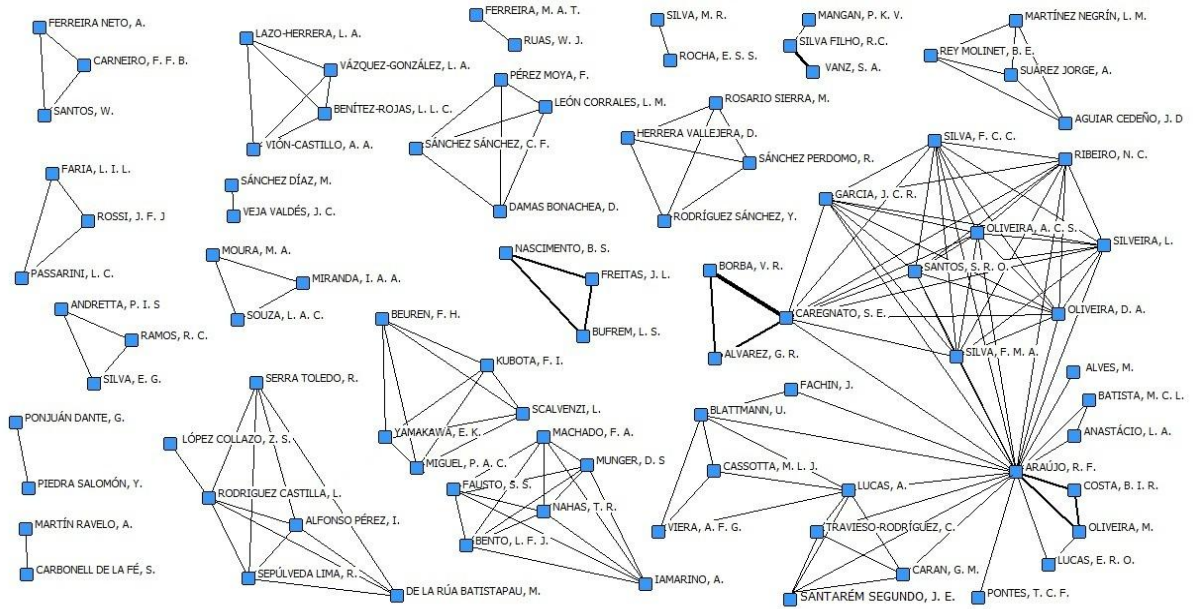 FERREIRA NETO, A.
CARNEIRO, F. F. B.
SANTOS, W.
LAZO-HERRERA, L. A.
VÁZQUEZ-GONZÁLEZ, L. A.
BENÍTEZ-ROJAS, L. L. C.
VIÓN-CASTILLO, A. A.
FERREIRA, M. A. T.
RUAS, W. J.
SILVA, M. R.
ROCHA, E. S. S.
MANGAN, P. K. V.
SILVA FILHO, R.C.
VANZ, S. A.
MARTÍNEZ NEGRÍN, L. M.
REY MOLINET, B. E.
SUÁREZ JORGE, A.
AGUIAR CEDEÑO, J. D
PÉREZ MOYA, F.
LEÓN CORRALES, L. M.
SÁNCHEZ SÁNCHEZ, C. F.
DAMAS BONACHEA, D.
ROSARIO SIERRA, M.
HERRERA VALLEJERA, D.
SÁNCHEZ PERDOMO, R.
RODRÍGUEZ SÁNCHEZ, Y.
FARIA, L. I. L.
ROSSI, J. F. J
PASSARINI, L. C.
SÁNCHEZ DÍAZ, M.
VEJA VALDÉS, J. C.
MOURA, M. A.
MIRANDA, I. A. A.
SOUZA, L. A. C.
NASCIMENTO, B. S.
FREITAS, J. L.
BUFREM, L. S.
SILVA, F. C. C.
RIBEIRO, N. C.
GARCIA, J. C. R.
OLIVEIRA, A. C. S.
SILVEIRA, L.
SANTOS, S. R. O.
OLIVEIRA, D. A.
BORBA, V. R.
CAREGNATO, S. E.
ALVAREZ, G. R.
SILVA, F. M. A.
ANDRETTA, P. I. S
RAMOS, R. C.
SILVA, E. G.
BEUREN, F. H.
KUBOTA, F. I.
SCALVENZI, L.
YAMAKAWA, E. K.
MIGUEL, P. A. C.
SERRA TOLEDO, R.
LÓPEZ COLLAZO, Z. S.
RODRIGUEZ CASTILLA, L.
ALFONSO PÉREZ, I.
SEPÚLVEDA LIMA, R.
DE LA RÚA BATISTAPAU, M.
PONJUÁN DANTE, G.
PIEDRA SALOMÓN, Y.
MARTÍN RAVELO, A.
CARBONELL DE LA FÉ, S.
MACHADO, F. A.
MUNGER, D. S
FAUSTO, S. S.
NAHAS, T. R.
BENTO, L. F. J.
IAMARINO, A.
FACHIN, J.
BLATTMANN, U.
CASSOTTA, M. L. J.
VIERA, A. F. G.
LUCAS, A.
TRAVIESO-RODRÍGUEZ, C.
CARAN, G. M.
SANTARÉM SEGUNDO, J. E.
ALVES, M.
BATISTA, M. C. L.
ANASTÁCIO, L. A.
ARAÚJO, R. F.
COSTA, B. I. R.
OLIVEIRA, M.
LUCAS, E. R. O.
PONTES, T. C. F.